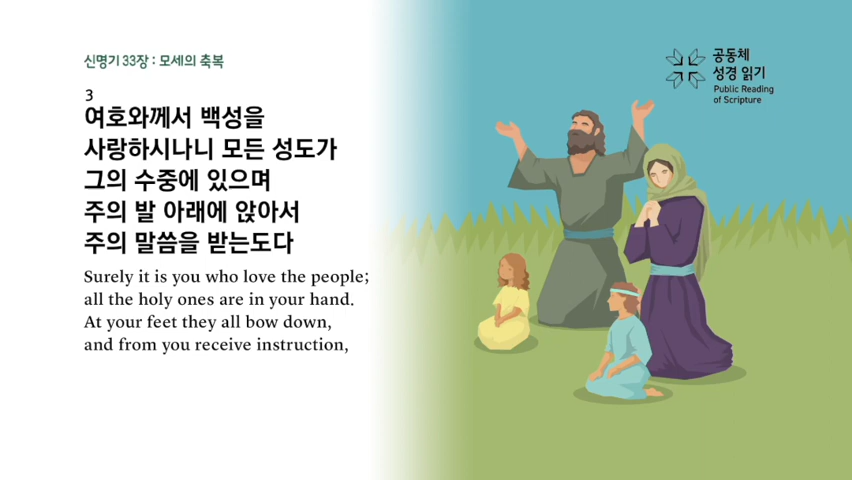 신명기 33장 : 모세의 축복
3
여호와께서 백성을
사랑하시나니 모든 성도가
그의 수중에 있으며
주의 발 아래에 앉아서
주의 말씀을 받는도다
Surely it is you who love the people;
all the holy ones are in your hand.
At your feet they all bow down,
and from you receive instruction,
공동체
성경 읽기
Public Reading
of Scripture